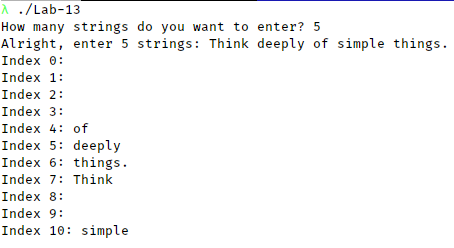 λ ./Lab-13
How many strings do you want to enter? 5
Alright, enter 5 strings: Think deeply of simple things.
Index 0:
Index 1:
Index 2:
Index 3:
Index 4: of
Index 5: deeply
Index 6: things.
Index 7: Think
Index 8:
Index 9:
Index 10: simple